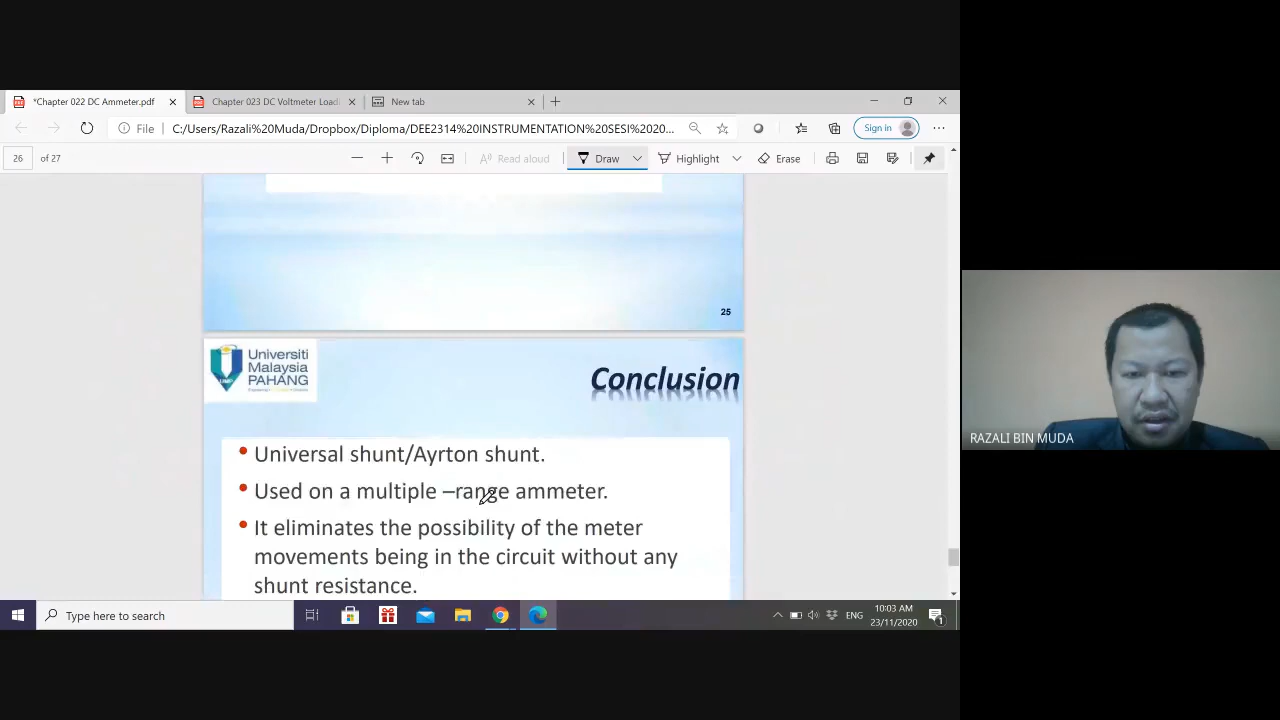 *Chapter 022 DC Ammeter.pdf
Chapter 023 DC Voltmeter Loadi
New tab
File
C:/Users/Razali%20Muda/Dropbox/Diploma/DEE2314%20INSTRUMENTATION%20SESI%2020...
Sign in
26 of 27
Read aloud
Draw
Highlight
Erase
25
Universiti
Malaysia
PAHANG
Conclusion
• Universal shunt/Ayrton shunt.
• Used on a multiple –range ammeter.
• It eliminates the possibility of the meter
movements being in the circuit without any
shunt resistance.
RAZALI BIN MUDA
Type here to search
ENG
10:03 AM
23/11/2020
1